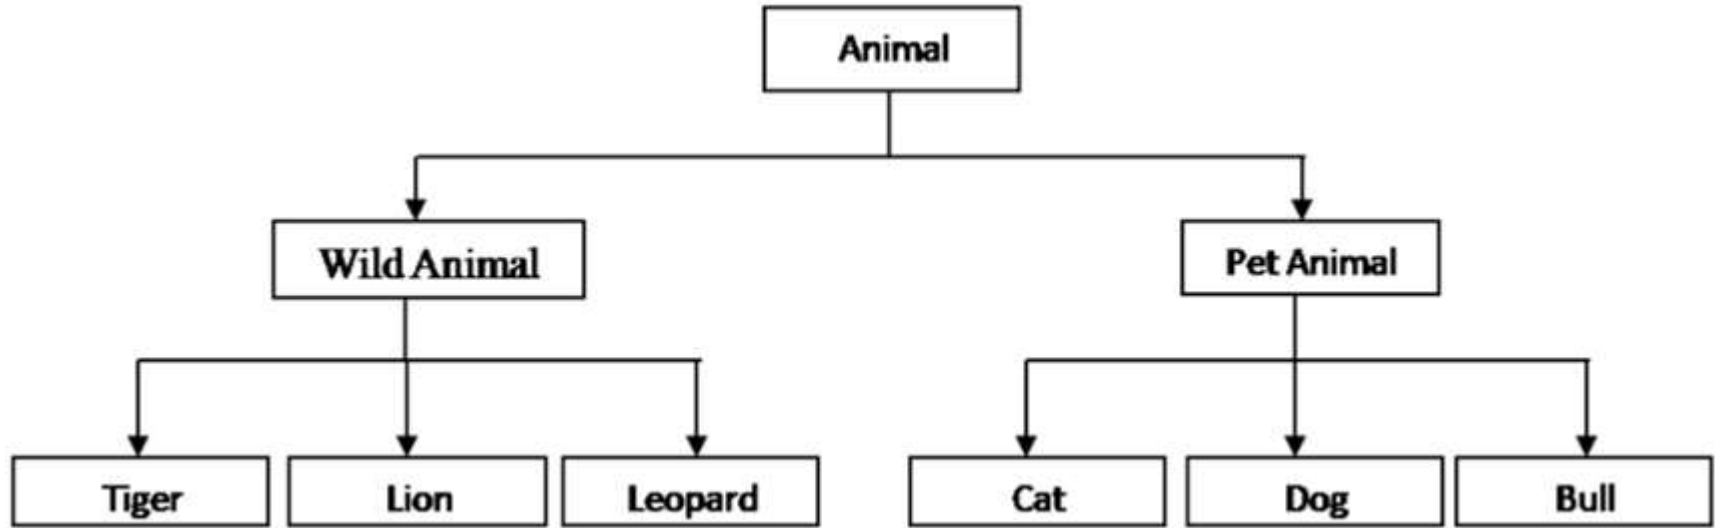 Animal
Wild Animal
Pet Animal
Tiger
Lion
Leopard
Cat
Dog
Bull